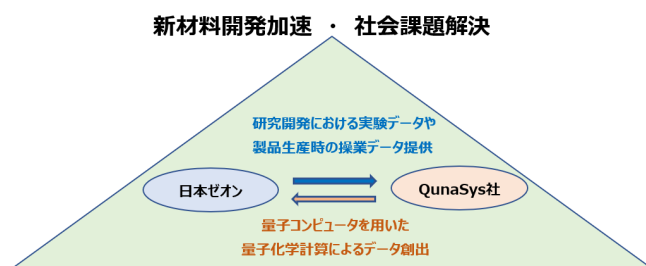 新材料開発加速 ・ 社会課題解決
研究開発における実験データや
製品生産時の操業データ提供
日本ゼオン
QunaSys社
量子コンピュータを用いた
量子化学計算によるデータ創出